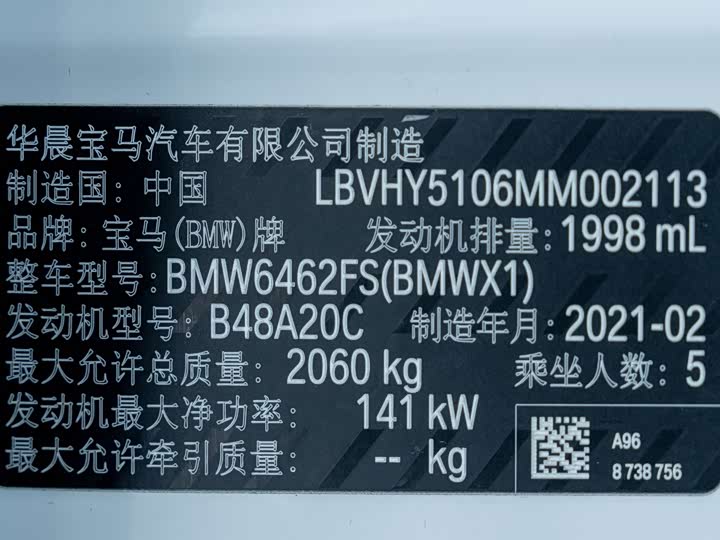 华晨宝马汽车有限公司制造
制造国：中国 LBVHY5106MM002113
品牌：宝马(BMW)牌 发动机排量：1998 mL
整车型号：BMW6462FS(BMWX1)
发动机型号：B48A20C 制造年月：2021-02
最大允许总质量：2060 kg 乘坐人数：5
发动机最大净功率： 141 kW
最大允许牵引质量： -- kg
A96
8 738 756